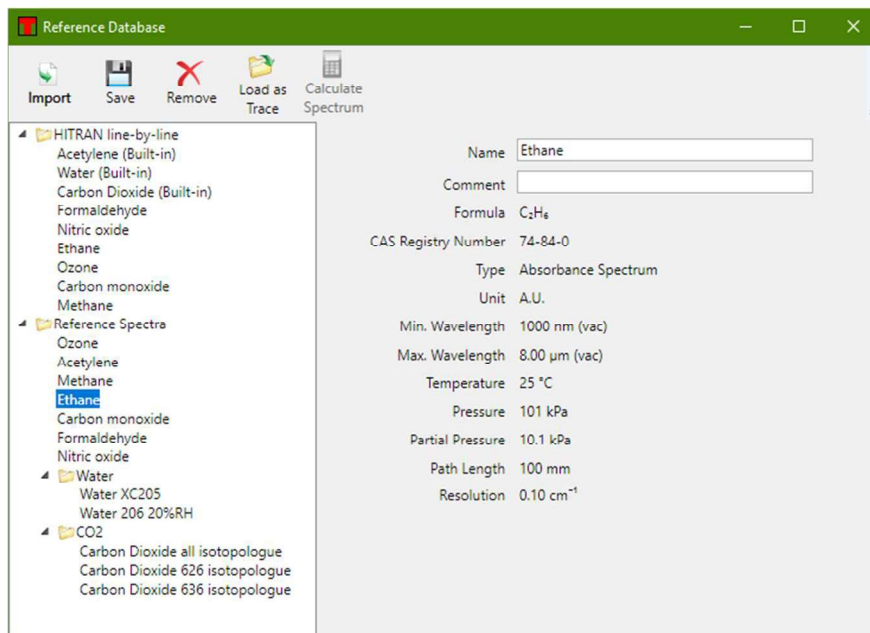 Reference Database
Import
Save
Remove
Load as
Trace
Calculate
Spectrum
HITRAN line-by-line
Acetylene (Built-in)
Water (Built-in)
Carbon Dioxide (Built-in)
Formaldehyde
Nitric oxide
Ethane
Ozone
Carbon monoxide
Methane
Reference Spectra
Ozone
Acetylene
Methane
Ethane
Carbon monoxide
Formaldehyde
Nitric oxide
Water
Water XC205
Water 206 20%RH
CO2
Carbon Dioxide all isotopologue
Carbon Dioxide 626 isotopologue
Carbon Dioxide 636 isotopologue
Name Ethane
Comment
Formula C₂H₆
CAS Registry Number 74-84-0
Type Absorbance Spectrum
Unit A.U.
Min. Wavelength 1000 nm (vac)
Max. Wavelength 8.00 µm (vac)
Temperature 25 °C
Pressure 101 kPa
Partial Pressure 10.1 kPa
Path Length 100 mm
Resolution 0.10 cm⁻¹